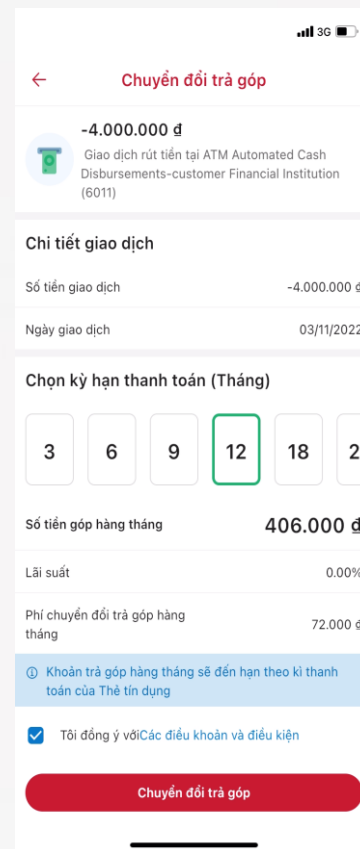 3G
Chuyển đổi trả góp
-4.000.000 ₫
Giao dịch rút tiền tại ATM Automated Cash
Disbursements-customer Financial Institution
(6011)
Chi tiết giao dịch
Số tiền giao dịch -4.000.000 ₫
Ngày giao dịch 03/11/2022
Chọn kỳ hạn thanh toán (Tháng)
3 6 9 12 18 2
Số tiền góp hàng tháng 406.000 ₫
Lãi suất 0.00%
Phí chuyển đổi trả góp hàng
tháng 72.000 ₫
Khoản trả góp hàng tháng sẽ đến hạn theo kì thanh
toán của Thẻ tín dụng
Tôi đồng ý vớiCác điều khoản và điều kiện
Chuyển đổi trả góp